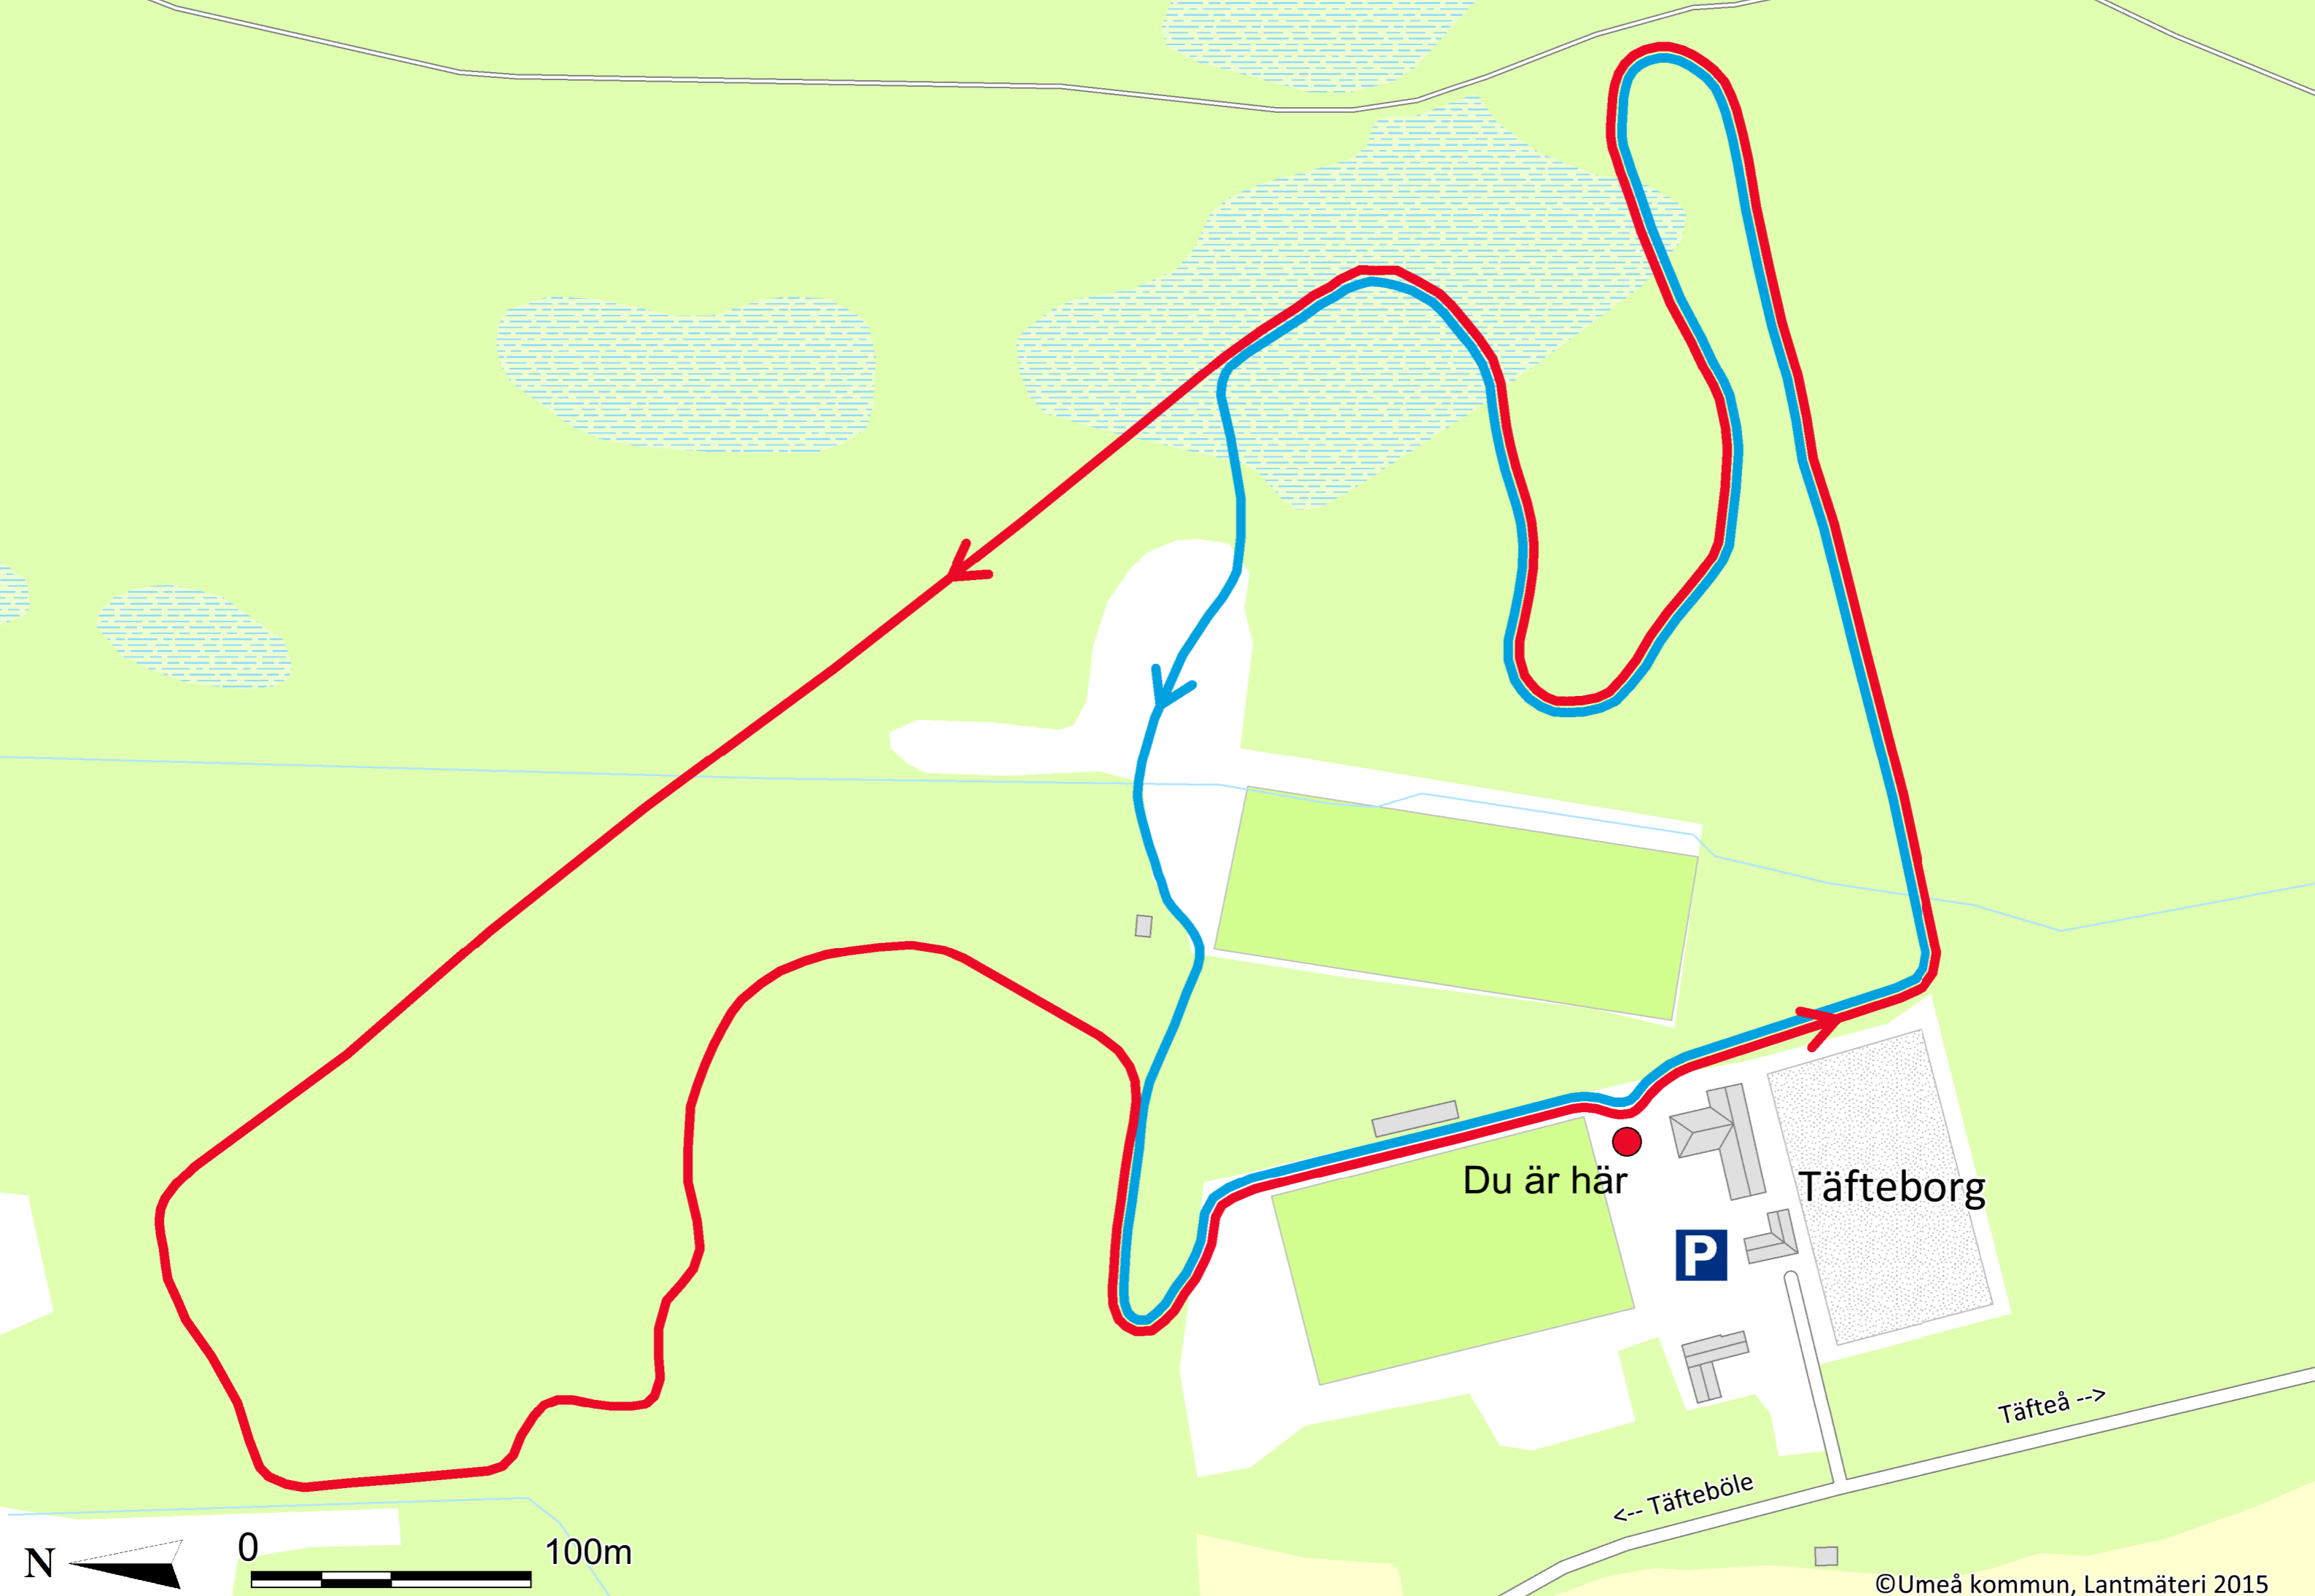 Du är här
Täfteborg
P
Täfteå -->
<-- Täfteböle
N
0
100m
©Umeå kommun, Lantmäteri 2015